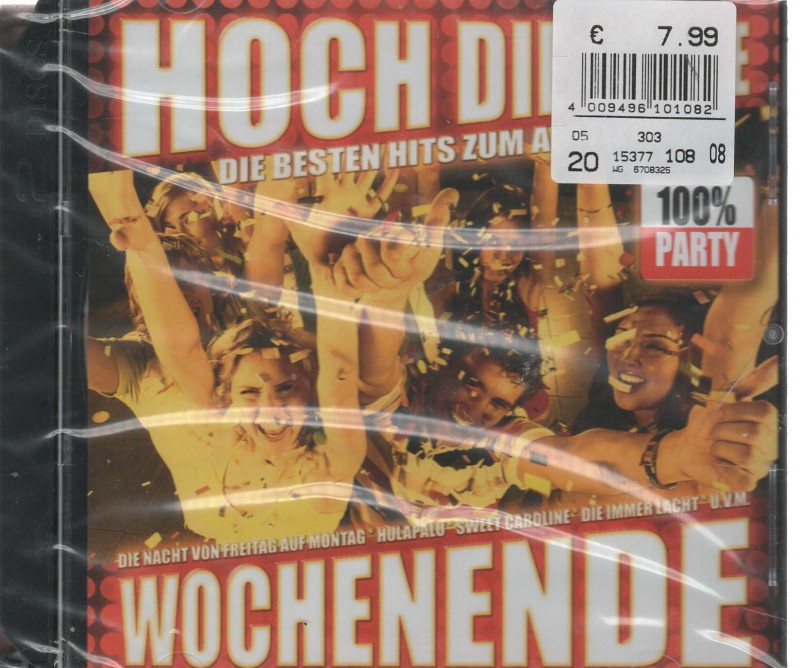 HOCH DIE
DIE BESTEN HITS ZUM
€ 7.99
4 009496 101082
05 303
20 15377 108 08
WG 6708325
100%
PARTY
DIE NACHT VON FREITAG AUF MONTAG * HULAPALU * SWEET CAROLINE * DIE IMMER LACHT * U.V.M.
WOCHENENDE